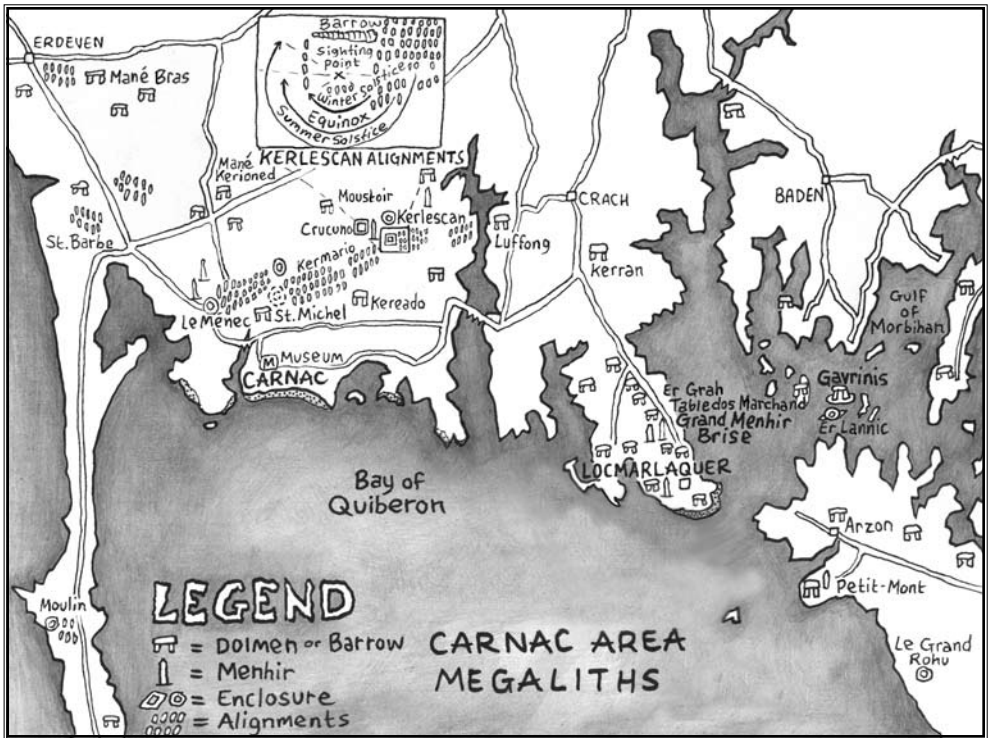 Barrow
Sighting
point
x
Winter Solstice
Equinox
Summer Solstice
KERLESCAN ALIGNMENTS
ERDEVEN
Mané Bras
Mané
Kerioned
Moustoir
Crucuno
Kerlescan
St. Barbe
Kermario
Le Ménec
St. Michel
Kereado
M MUSEUM
CARNAC
Luffong
CRACH
Kerran
BADEN
Gulf
of
Morbihan
Gavrinis
Er Lannic
Er Grah
Table dos Marchand
Grand Menhir
Brise
LOCMARLAQUER
Bay of
Quiberon
Arzon
Petit-Mont
Le Grand
Rohu
Moulin
LEGEND
= Dolmen or Barrow
= Menhir
= Enclosure
= Alignments
CARNAC AREA
MEGALITHS